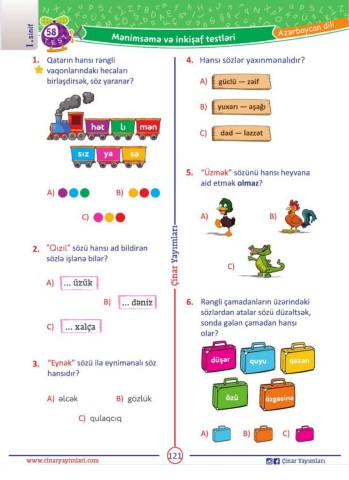 1. sinif
58
TEST
Mənimsəmə və inkişaf testləri
Azərbaycan dili
1. Qatarın hansı rəngli
vaqonlarındakı hecaları
birləşdirsək, söz yaranar?
hət lı mən
sız ya sə
A)
B)
C)
2. "Qızıl" sözü hansı ad bildirən
sözlə işlənə bilər?
A) ... üzük
B) ... dəniz
C) ... xalça
3. "Eynək" sözü ilə eynimənalı söz
hansıdır?
A) əlcək B) gözlük
C) qulaqcıq
Çinar Yayımları
4. Hansı sözlər yaxınmənalıdır?
A) güclü — zəif
B) yuxarı — aşağı
C) dad — ləzzət
5. "Üzmək" sözünü hansı heyvana
aid etmək olmaz?
A)
B)
C)
6. Rəngli çamadanların üzərindəki
sözlərdən atalar sözü düzəltsək,
sonda gələn çamadan hansı
olar?
düşər quyu qazan
özü özgəsinə
A) B) C)
www.cinaryayimlari.com
121
Çinar Yayımları